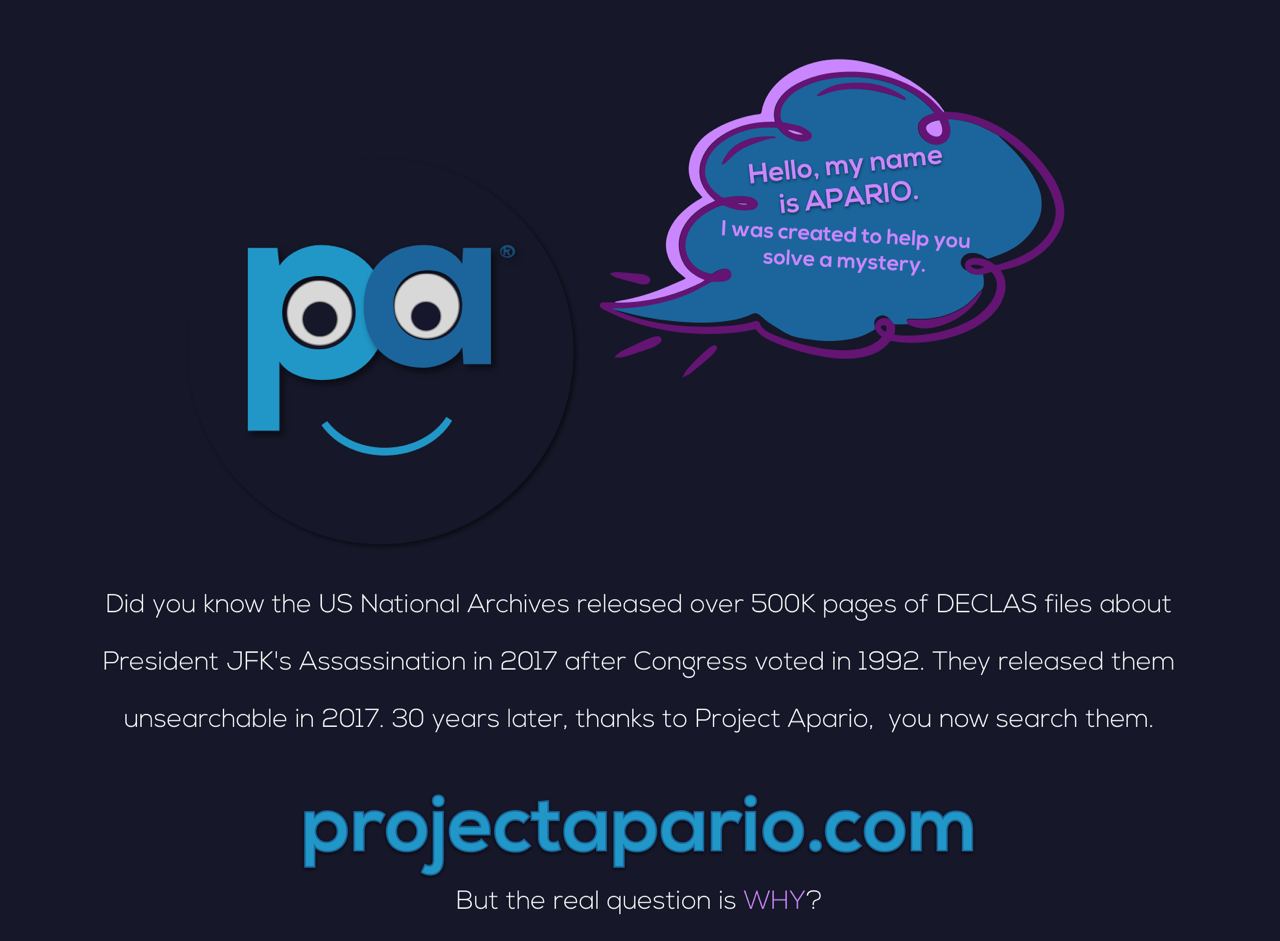 Hello, my name
is APARIO.
I was created to help you
solve a mystery.
pa®
Did you know the US National Archives released over 500K pages of DECLAS files about
President JFK's Assassination in 2017 after Congress voted in 1992. They released them
unsearchable in 2017. 30 years later, thanks to Project Apario, you now search them.
projectapario.com
But the real question is WHY?